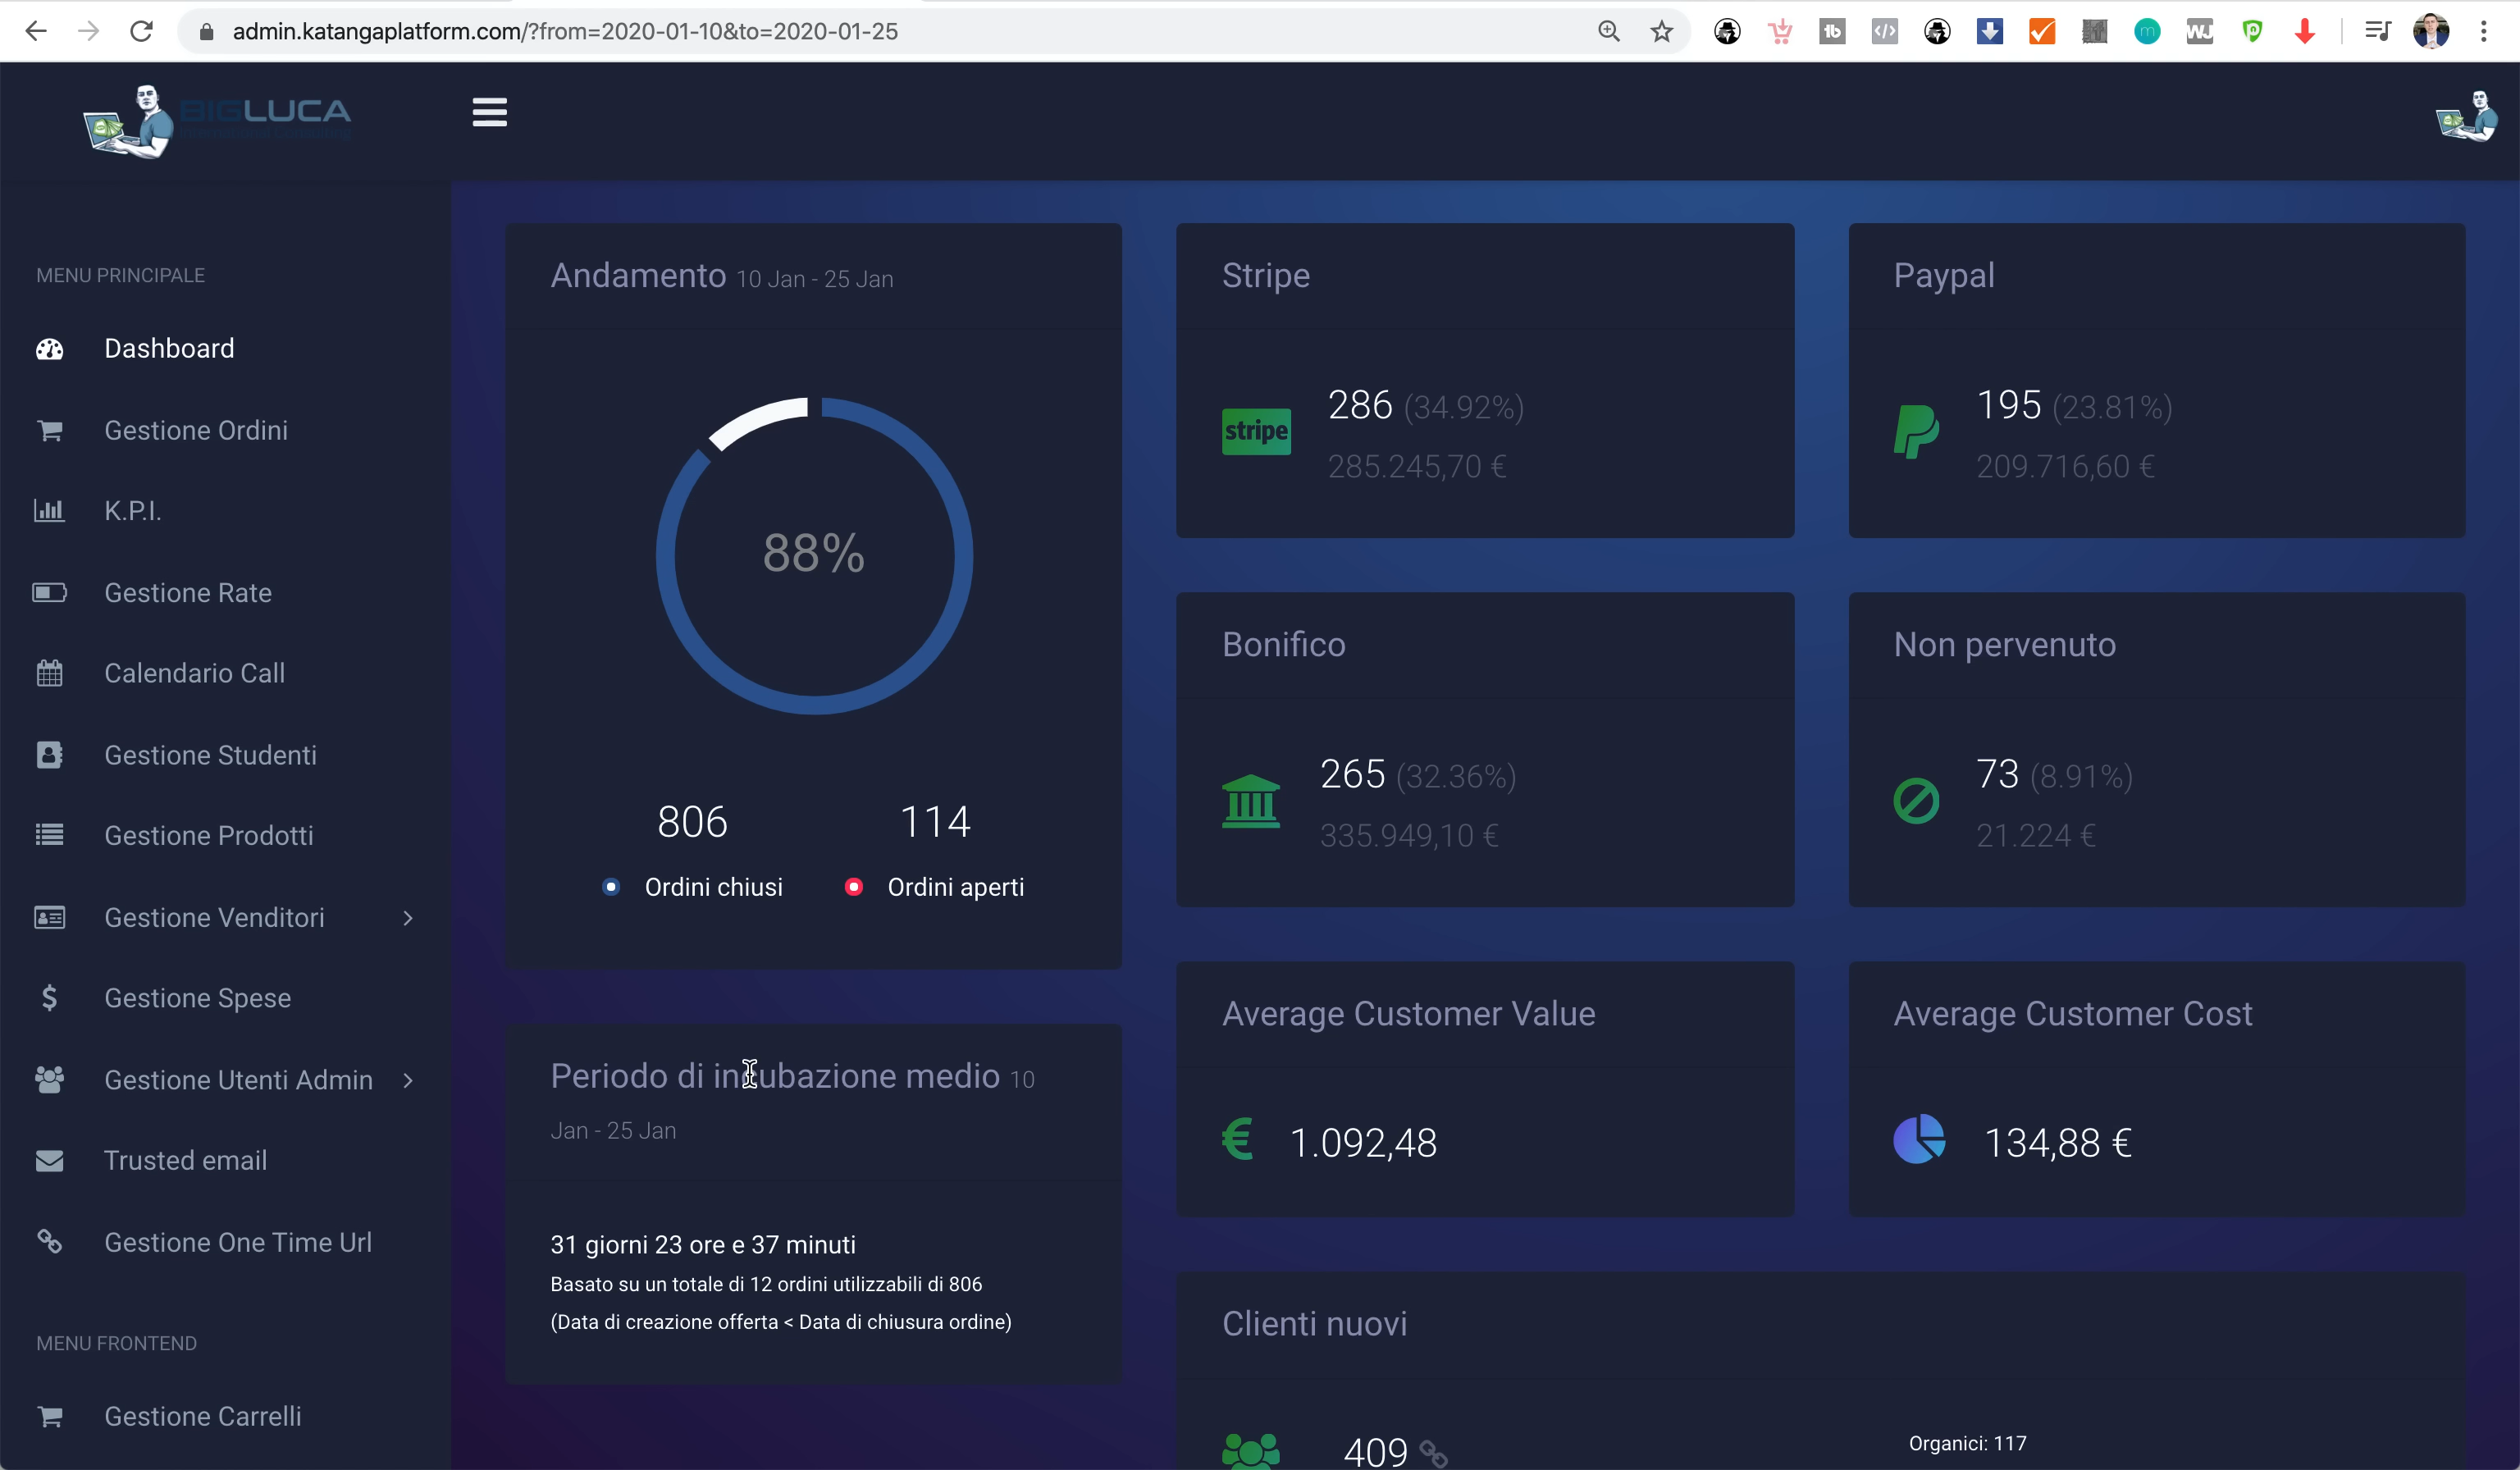 admin.katangaplatform.com/?from=2020-01-10&to=2020-01-25
BIGLUCA
MENU PRINCIPALE
Dashboard
Gestione Ordini
K.P.I.
Gestione Rate
Calendario Call
Gestione Studenti
Gestione Prodotti
Gestione Venditori
Gestione Spese
Gestione Utenti Admin
Trusted email
Gestione One Time Url
MENU FRONTEND
Gestione Carrelli
Andamento 10 Jan - 25 Jan
88%
806
114
Ordini chiusi
Ordini aperti
Periodo di incubazione medio 10
Jan - 25 Jan
31 giorni 23 ore e 37 minuti
Basato su un totale di 12 ordini utilizzabili di 806
(Data di creazione offerta < Data di chiusura ordine)
Stripe
stripe
286 (34.92%)
285.245,70 €
Paypal
195 (23.81%)
209.716,60 €
Bonifico
265 (32.36%)
335.949,10 €
Non pervenuto
73 (8.91%)
21.224 €
Average Customer Value
€ 1.092,48
Average Customer Cost
134,88 €
Clienti nuovi
409
Organici: 117